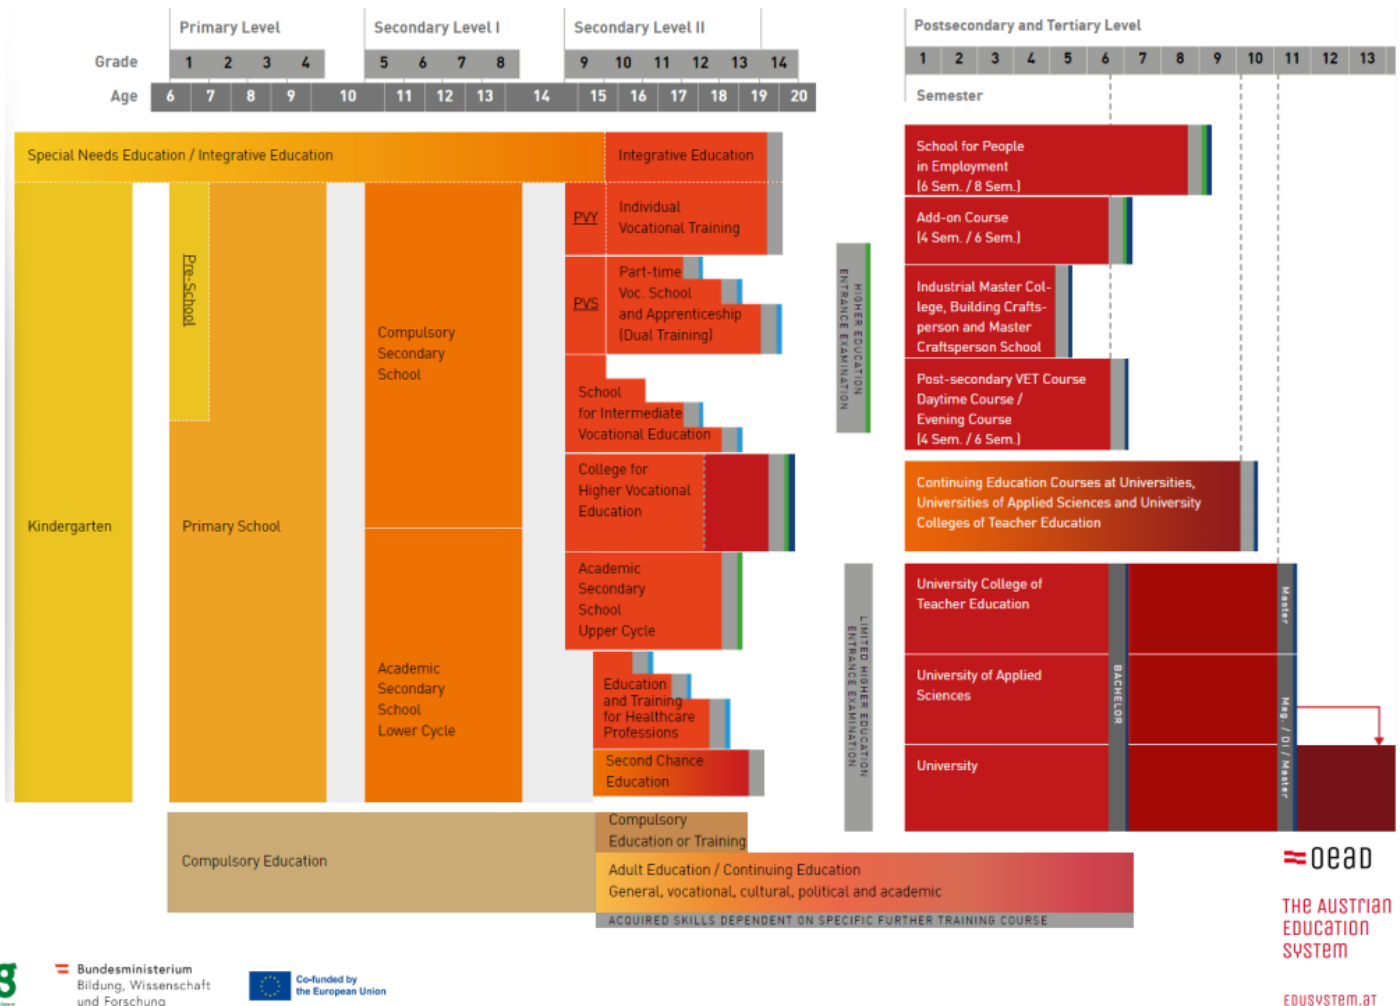 Primary Level
Secondary Level I
Secondary Level II
Postsecondary and Tertiary Level
Grade
1 2 3 4
5 6 7 8
9 10 11 12 13 14
1 2 3 4 5 6 7 8 9 10 11 12 13
Age
6 7 8 9 10 11 12 13 14 15 16 17 18 19 20
Semester
Special Needs Education / Integrative Education
Integrative Education
Kindergarten
Pre-School
Primary School
Compulsory
Secondary
School
Academic
Secondary
School
Lower Cycle
PVY
Individual
Vocational Training
PVS
Part-time
Voc. School
and Apprenticeship
(Dual Training)
School
for Intermediate
Vocational Education
College for
Higher Vocational
Education
Academic
Secondary
School
Upper Cycle
Education
and Training
for Healthcare
Professions
Second Chance
Education
HIGHER EDUCATION
ENTRANCE EXAMINATION
LIMITED HIGHER EDUCATION
ENTRANCE EXAMINATION
School for People
in Employment
(6 Sem. / 8 Sem.)
Add-on Course
(4 Sem. / 6 Sem.)
Industrial Master Col-
lege, Building Crafts-
person and Master
Craftsperson School
Post-secondary VET Course
Daytime Course /
Evening Course
(4 Sem. / 6 Sem.)
Continuing Education Courses at Universities,
Universities of Applied Sciences and University
Colleges of Teacher Education
University College of
Teacher Education
University of Applied
Sciences
University
BACHELOR
Master
Mag. / DI / Master
Compulsory Education
Compulsory
Education or Training
Adult Education / Continuing Education
General, vocational, cultural, political and academic
ACQUIRED SKILLS DEPENDENT ON SPECIFIC FURTHER TRAINING COURSE
oead
THE AUSTRIAN
EDUCATION
SYSTEM
EDUSYSTEM.AT
Bundesministerium
Bildung, Wissenschaft
und Forschung
Co-funded by
the European Union